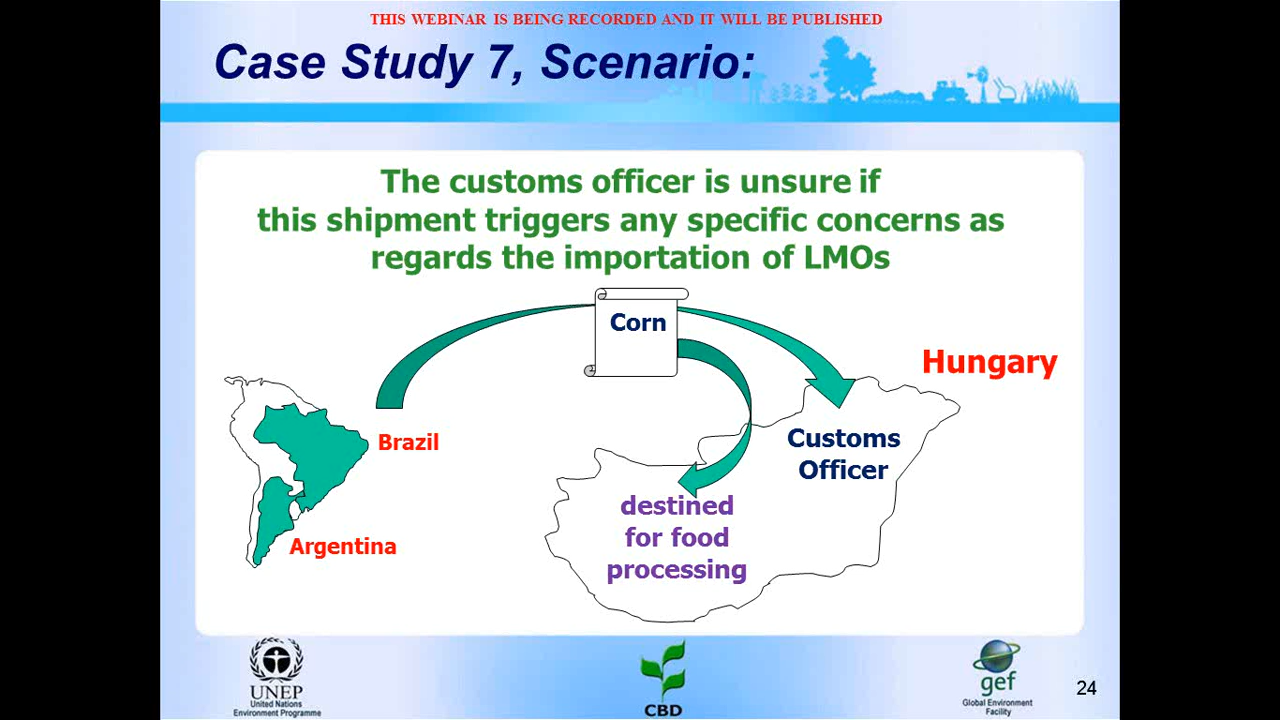 THIS WEBINAR IS BEING RECORDED AND IT WILL BE PUBLISHED
Case Study 7, Scenario:
The customs officer is unsure if
this shipment triggers any specific concerns as
regards the importation of LMOs
Corn
Hungary
Brazil
Customs
Officer
destined
for food
processing
Argentina
UNEP
United Nations
Environment Programme
CBD
gef
Global Environment
Facility
24